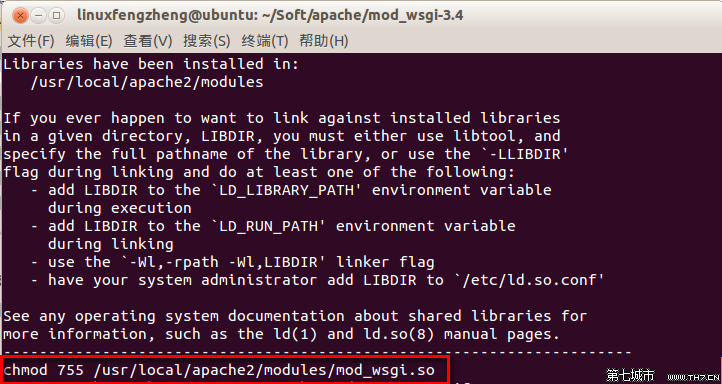 linuxfengzheng@ubuntu: ~/Soft/apache/mod_wsgi-3.4
文件(F) 编辑(E) 查看(V) 搜索(S) 终端(T) 帮助(H)
Libraries have been installed in:
/usr/local/apache2/modules
If you ever happen to want to link against installed libraries
in a given directory, LIBDIR, you must either use libtool, and
specify the full pathname of the library, or use the `-LLIBDIR'
flag during linking and do at least one of the following:
- add LIBDIR to the `LD_LIBRARY_PATH' environment variable
during execution
- add LIBDIR to the `LD_RUN_PATH' environment variable
during linking
- use the `-Wl,-rpath -Wl,LIBDIR' linker flag
- have your system administrator add LIBDIR to `/etc/ld.so.conf'
See any operating system documentation about shared libraries for
more information, such as the ld(1) and ld.so(8) manual pages.
----------------------------------------------------------------------
chmod 755 /usr/local/apache2/modules/mod_wsgi.so
第七城市 WWW.TH7.CN